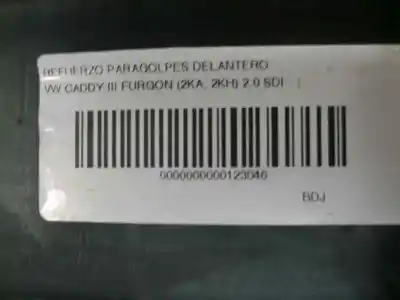 REFUERZO PARAGOLPES DELANTERO
VW CADDY III FURGON (2KA, 2KH) 2.0 SDI |
0000000000123046
BDJ